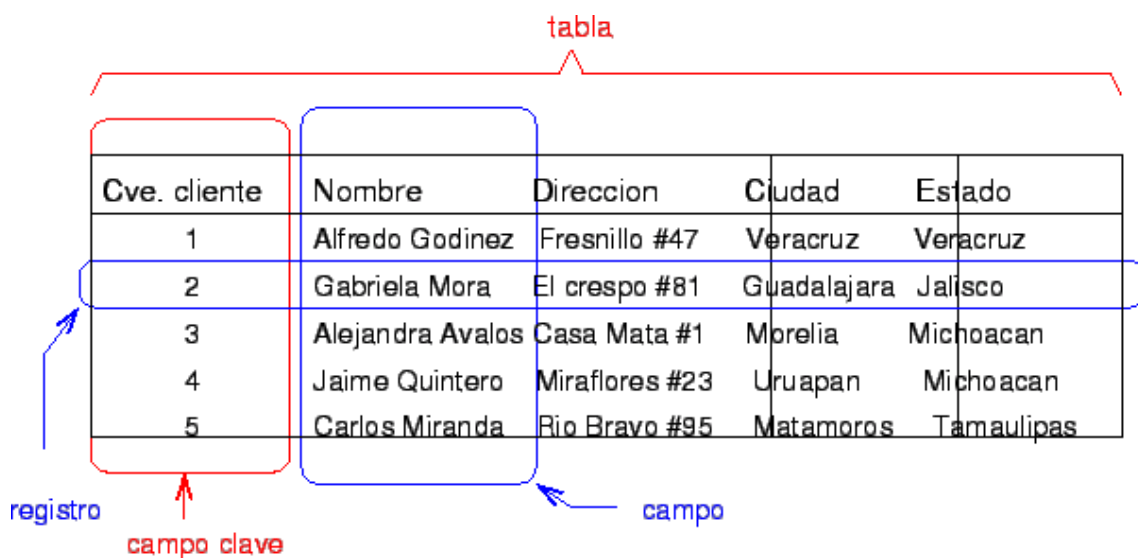 tabla
Cve. cliente Nombre Direccion Ciudad Estado
1 Alfredo Godinez Fresnillo #47 Veracruz Veracruz
2 Gabriela Mora El crespo #81 Guadalajara Jalisco
3 Alejandra Avalos Casa Mata #1 Morelia Michoacan
4 Jaime Quintero Miraflores #23 Uruapan Michoacan
5 Carlos Miranda Rio Bravo #95 Matamoros Tamaulipas
registro
campo
campo clave